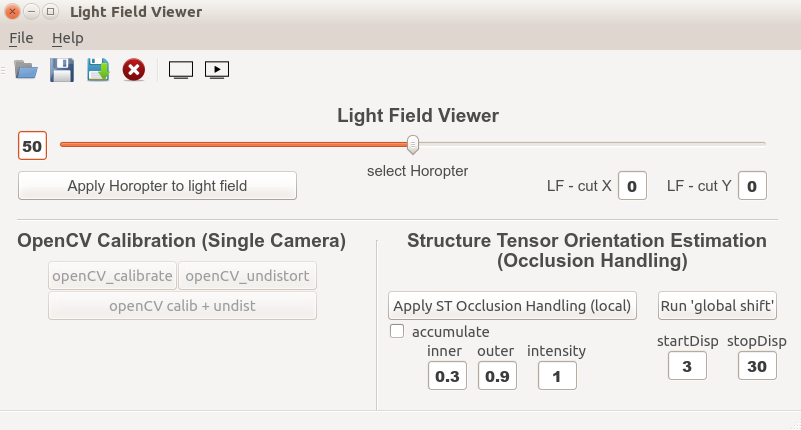 Light Field Viewer
File Help
Light Field Viewer
50
select Horopter
Apply Horopter to light field
LF - cut X 0 LF - cut Y 0
OpenCV Calibration (Single Camera)
openCV_calibrate openCV_undistort
openCV calib + undist
Structure Tensor Orientation Estimation
(Occlusion Handling)
Apply ST Occlusion Handling (local) Run 'global shift'
accumulate
inner outer intensity
0.3 0.9 1
startDisp stopDisp
3 30